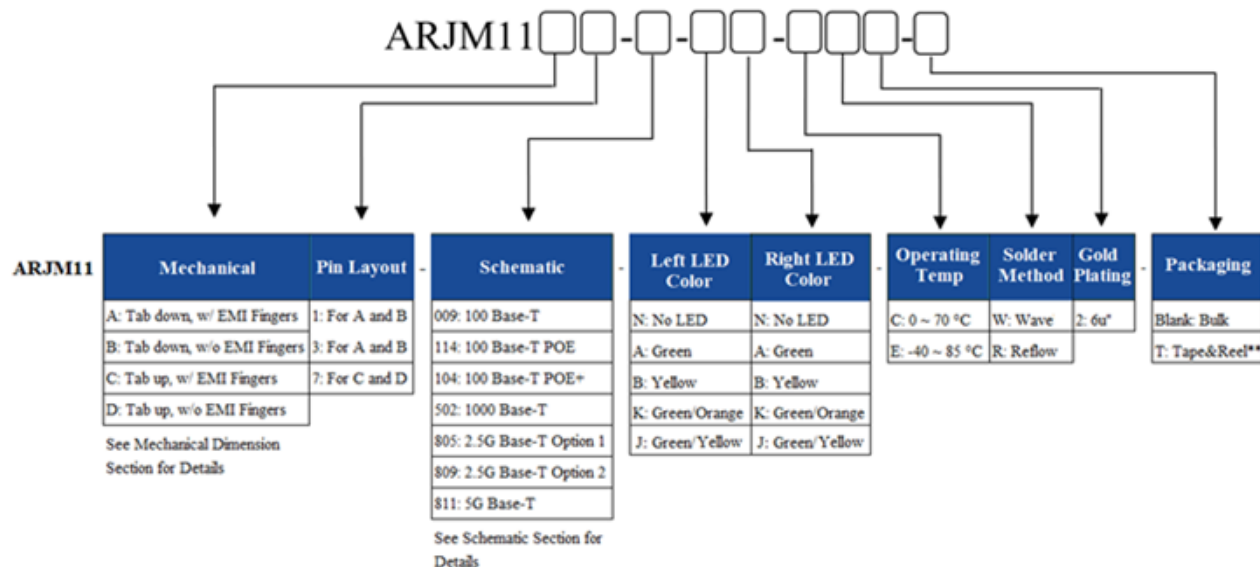 ARJM11 - - - -
ARJM11
Mechanical
Pin Layout
-
Schematic
-
Left LED
Color
Right LED
Color
-
Operating
Temp
Solder
Method
Gold
Plating
-
Packaging
A: Tab down, w/ EMI Fingers
B: Tab down, w/o EMI Fingers
C: Tab up, w/ EMI Fingers
D: Tab up, w/o EMI Fingers
See Mechanical Dimension
Section for Details
1: For A and B
3: For A and B
7: For C and D
009: 100 Base-T
114: 100 Base-T POE
104: 100 Base-T POE+
502: 1000 Base-T
805: 2.5G Base-T Option 1
809: 2.5G Base-T Option 2
811: 5G Base-T
See Schematic Section for
Details
N: No LED
A: Green
B: Yellow
K: Green/Orange
J: Green/Yellow
N: No LED
A: Green
B: Yellow
K: Green/Orange
J: Green/Yellow
C: 0 ~ 70 °C
E: -40 ~ 85 °C
W: Wave
R: Reflow
2: 6u"
Blank: Bulk
T: Tape&Reel**